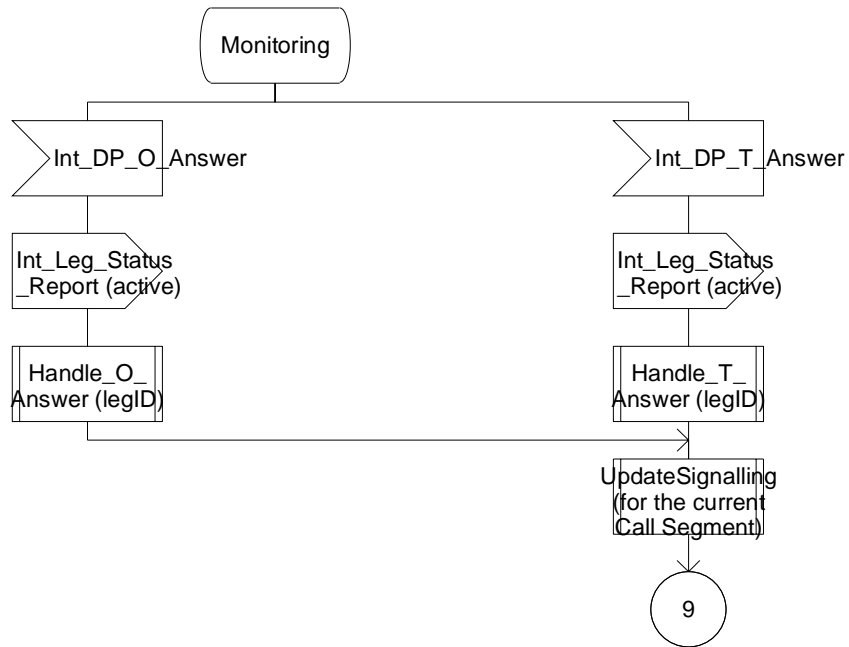 Monitoring
Int_DP_O_Answer
Int_DP_T_Answer
Int_Leg_Status
_Report (active)
Int_Leg_Status
_Report (active)
Handle_O_
Answer (legID)
Handle_T_
Answer (legID)
UpdateSignalling
(for the current
Call Segment)
9